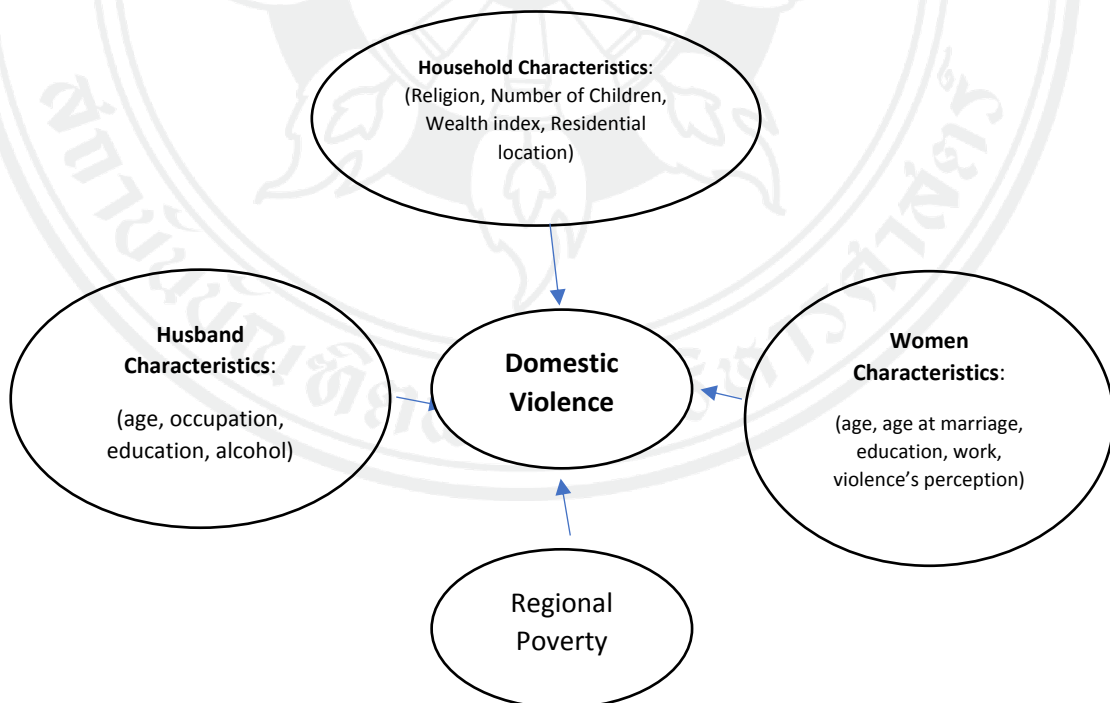 Household Characteristics:
(Religion, Number of Children,
Wealth index, Residential
location)
Husband
Characteristics:
(age, occupation,
education, alcohol)
Domestic
Violence
Women
Characteristics:
(age, age at marriage,
education, work,
violence's perception)
Regional
Poverty